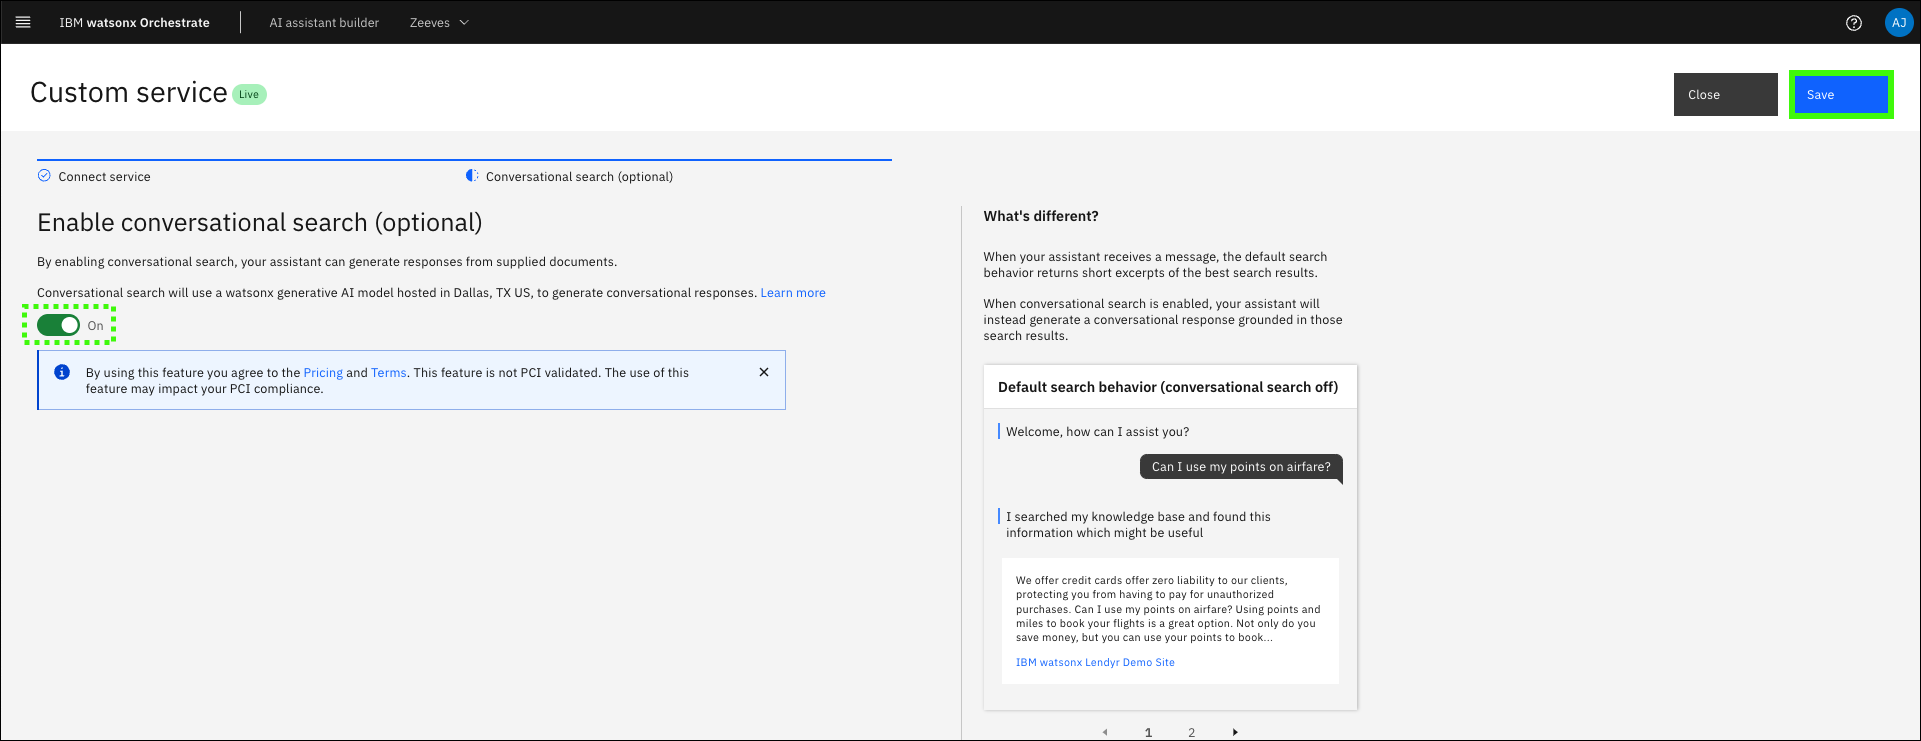 IBM watsonx Orchestrate
AI assistant builder
Zeeves
AJ
Custom service
Live
Close
Save
Connect service
Conversational search (optional)
Enable conversational search (optional)
By enabling conversational search, your assistant can generate responses from supplied documents.
Conversational search will use a watsonx generative AI model hosted in Dallas, TX US, to generate conversational responses. Learn more
On
By using this feature you agree to the Pricing and Terms. This feature is not PCI validated. The use of this
feature may impact your PCI compliance.
What's different?
When your assistant receives a message, the default search
behavior returns short excerpts of the best search results.
When conversational search is enabled, your assistant will
instead generate a conversational response grounded in those
search results.
Default search behavior (conversational search off)
Welcome, how can I assist you?
Can I use my points on airfare?
I searched my knowledge base and found this
information which might be useful
We offer credit cards offer zero liability to our clients,
protecting you from having to pay for unauthorized
purchases. Can I use my points on airfare? Using points and
miles to book your flights is a great option. Not only do you
save money, but you can use your points to book...
IBM watsonx Lendyr Demo Site
1 2